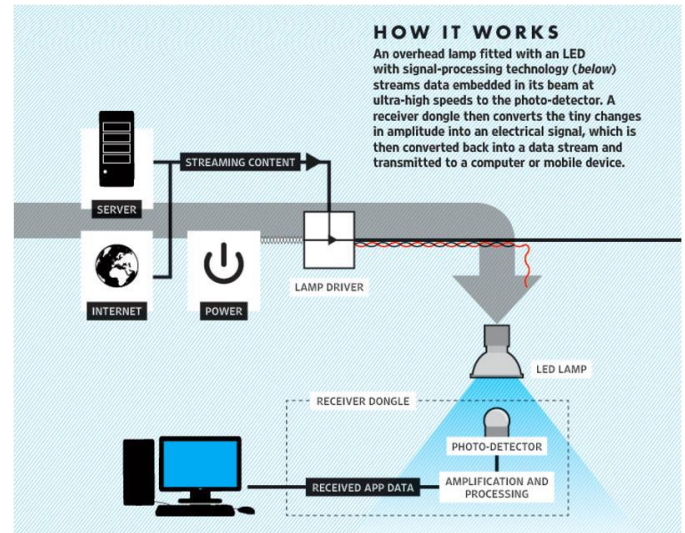 HOW IT WORKS
An overhead lamp fitted with an LED
with signal-processing technology (below)
streams data embedded in its beam at
ultra-high speeds to the photo-detector. A
receiver dongle then converts the tiny changes
in amplitude into an electrical signal, which is
then converted back into a data stream and
transmitted to a computer or mobile device.
STREAMING CONTENT
SERVER
LAMP DRIVER
INTERNET
POWER
LED LAMP
RECEIVER DONGLE
PHOTO-DETECTOR
RECEIVED APP DATA
AMPLIFICATION AND
PROCESSING